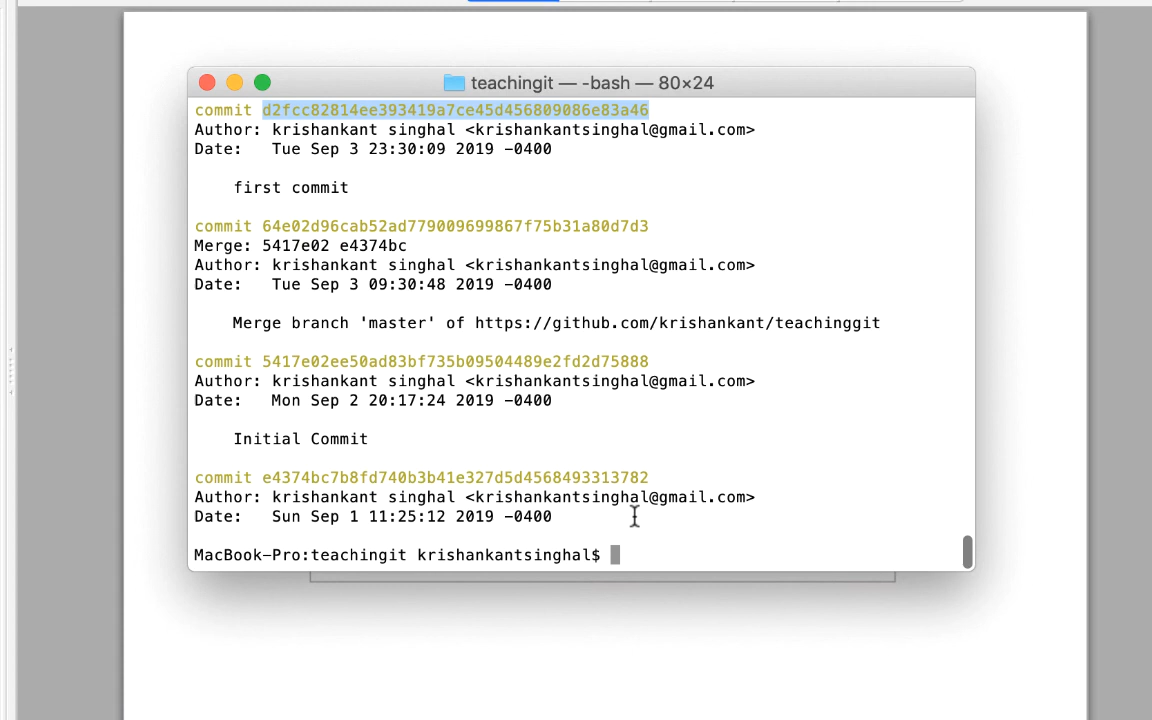 teachingit — -bash — 80×24
commit d2fcc82814ee393419a7ce45d456809086e83a46
Author: krishankant singhal <krishankantsinghal@gmail.com>
Date:   Tue Sep 3 23:30:09 2019 -0400
first commit
commit 64e02d96cab52ad779009699867f75b31a80d7d3
Merge: 5417e02 e4374bc
Author: krishankant singhal <krishankantsinghal@gmail.com>
Date:   Tue Sep 3 09:30:48 2019 -0400
Merge branch 'master' of https://github.com/krishankant/teachinggit
commit 5417e02ee50ad83bf735b09504489e2fd2d75888
Author: krishankant singhal <krishankantsinghal@gmail.com>
Date:   Mon Sep 2 20:17:24 2019 -0400
Initial Commit
commit e4374bc7b8fd740b3b41e327d5d4568493313782
Author: krishankant singhal <krishankantsinghal@gmail.com>
Date:   Sun Sep 1 11:25:12 2019 -0400
MacBook-Pro:teachingit krishankantsinghal$